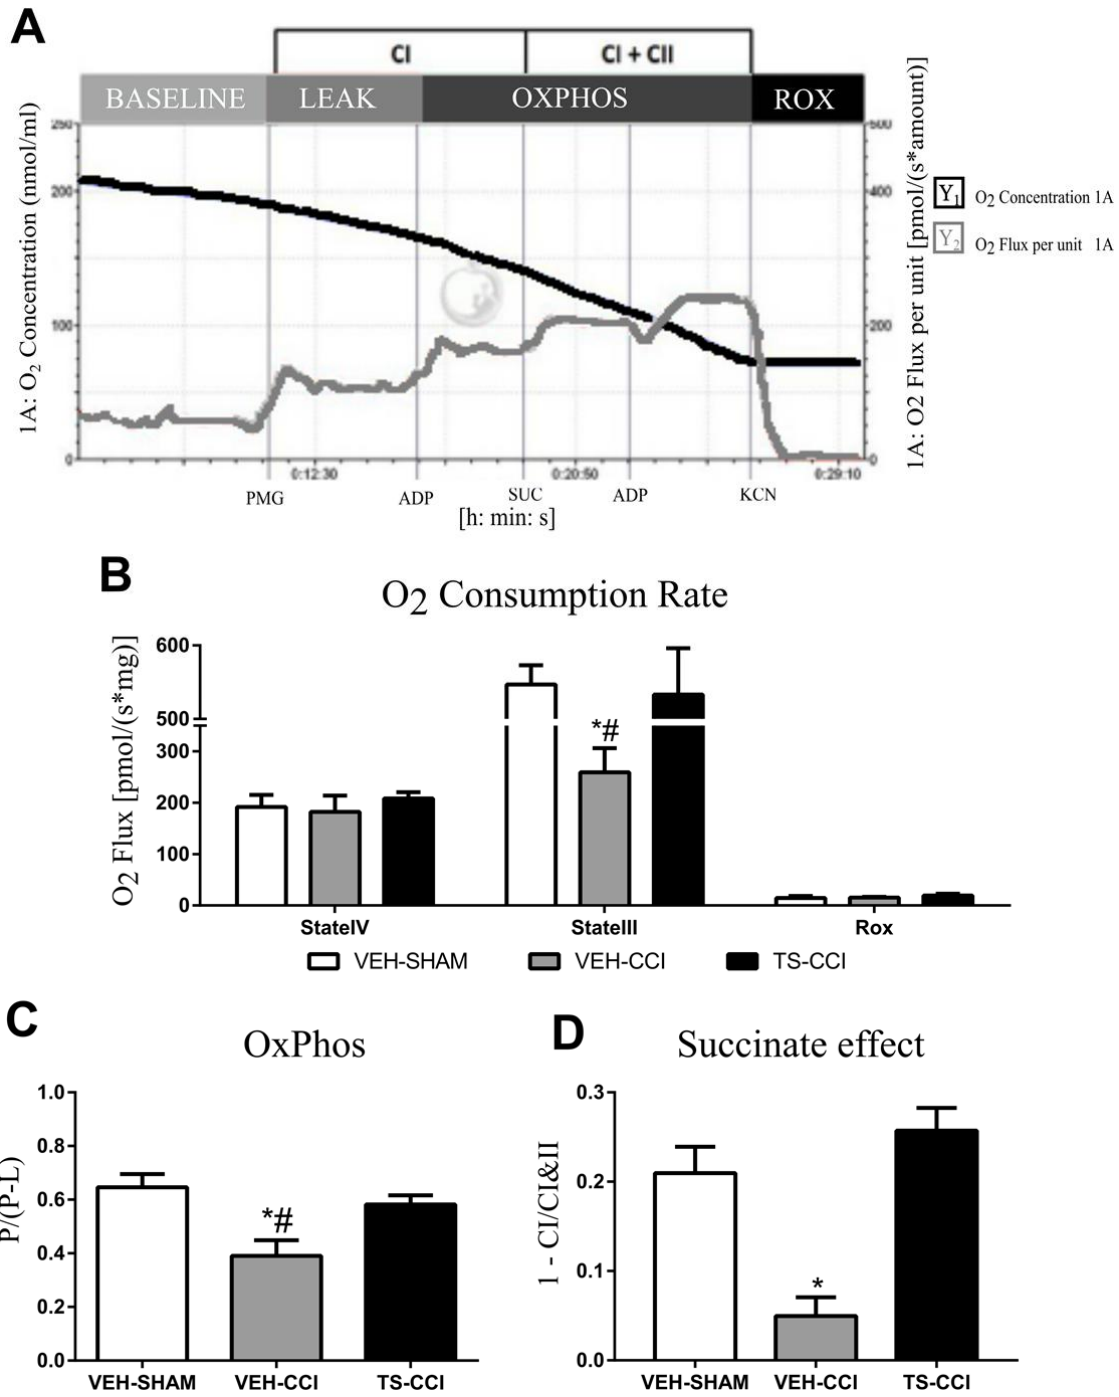 A
CI
CI + CII
BASELINE
LEAK
OXPHOS
ROX
1A: O2 Concentration (nmol/ml)
250
200
100
0
500
400
200
0
1A: O2 Flux per unit [pmol/(s*amount)]
Y1 O2 Concentration 1A
Y2 O2 Flux per unit 1A
0:12:30
0:20:50
0:29:10
PMG
ADP
SUC
ADP
KCN
[h: min: s]
B
O2 Consumption Rate
O2 Flux [pmol/(s*mg)]
600
500
300
200
100
0
*#
StateIV
StateIII
Rox
VEH-SHAM
VEH-CCI
TS-CCI
C
OxPhos
P/(P-L)
1.0
0.8
0.6
0.4
0.2
0.0
*#
VEH-SHAM
VEH-CCI
TS-CCI
D
Succinate effect
1 - CI/CI&II
0.3
0.2
0.1
0.0
*
VEH-SHAM
VEH-CCI
TS-CCI